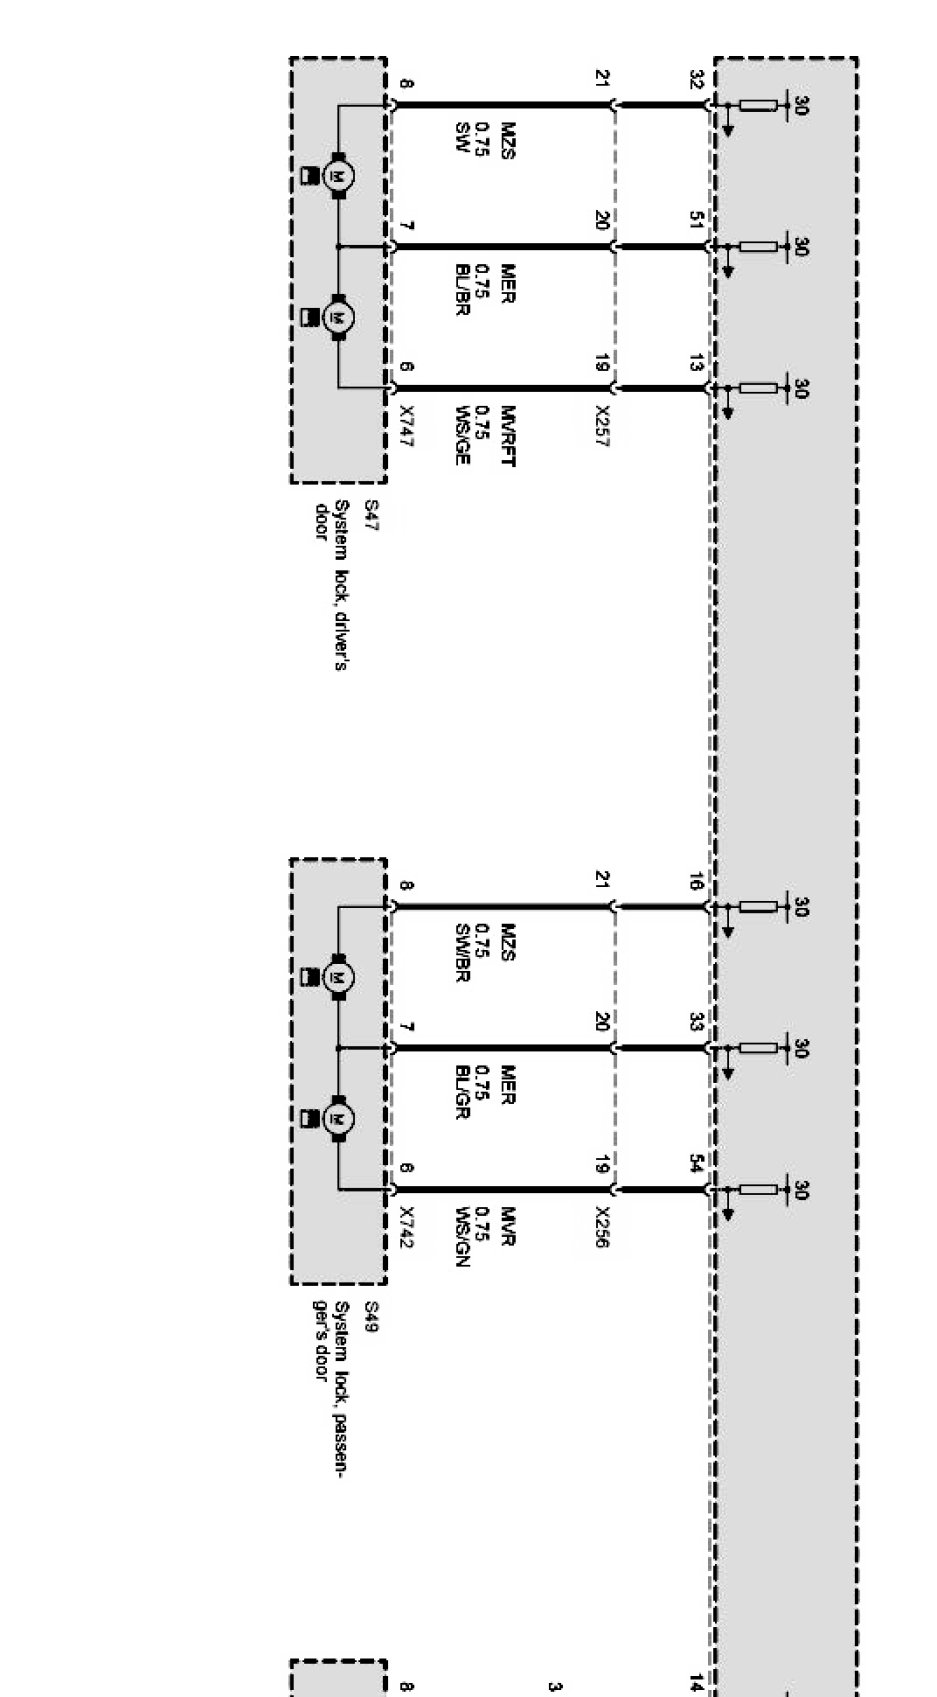 30 30 30 30 30 30
32 51 13 16 33 54 14
21 20 19 X257 21 20 19 X256
3
MZS MER MVRFT MZS MER MVR
0.75 0.75 0.75 0.75 0.75 0.75
SW BL/BR WS/GE SW/BR BL/GR WS/GN
8 7 6 X747 8 7 6 X742 8
S47
System lock, driver's
door
S49
System lock, passen-
ger's door
M M M M